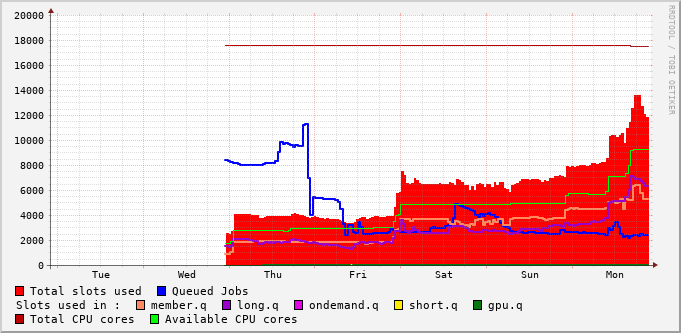 20000
18000
16000
14000
12000
10000
8000
6000
4000
2000
0
Tue Wed Thu Fri Sat Sun Mon
RRDTOOL / TOBI OETIKER
Total slots used Queued Jobs
Slots used in : member.q long.q ondemand.q short.q gpu.q
Total CPU cores Available CPU cores